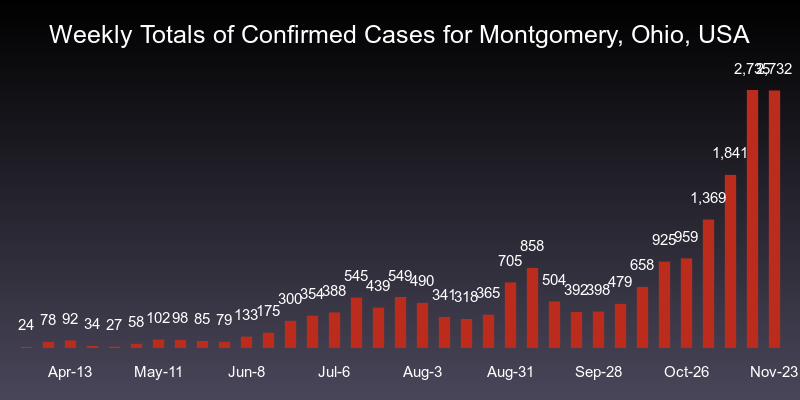 Weekly Totals of Confirmed Cases for Montgomery, Ohio, USA
24 78 92 34 27 58 102 98 85 79 133 175 300 354 388 545 439 549 490 341 318 365 705 858 504 392 398 479 658 925 959 1,369 1,841 2,735 2,732
Apr-13 May-11 Jun-8 Jul-6 Aug-3 Aug-31 Sep-28 Oct-26 Nov-23